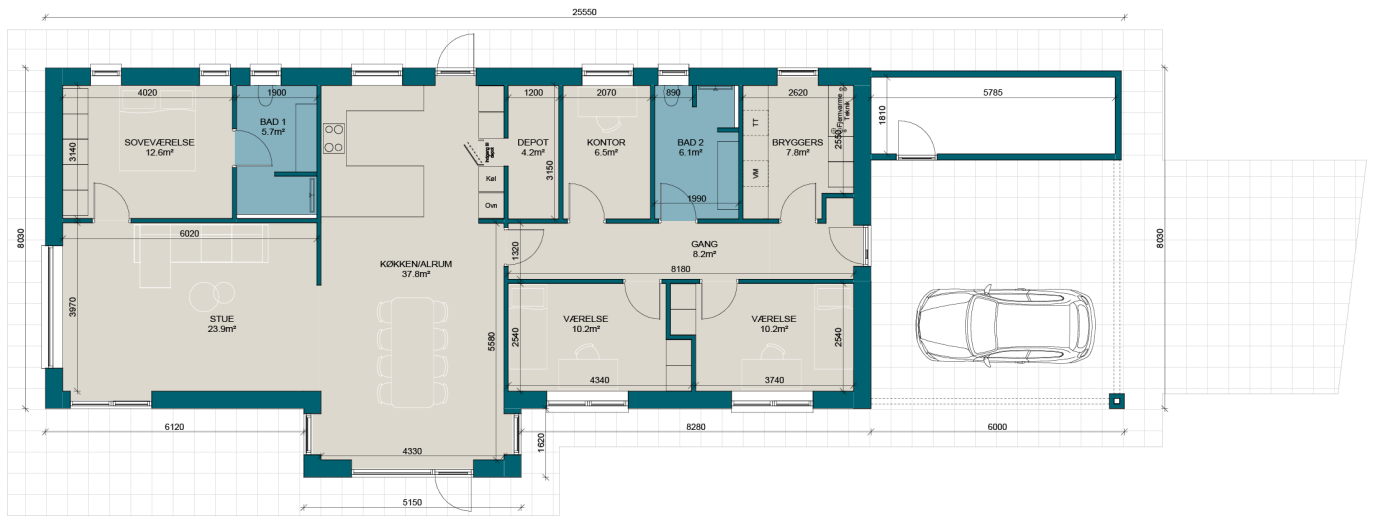 25550
4020
1900
1200
2070
890
2620
5785
8030
3140
SOVEVÆRELSE
12.6m²
BAD 1
5.7m²
Indgang til
depot
Køl
Ovn
DEPOT
4.2m²
3150
KONTOR
6.5m²
BAD 2
6.1m²
1990
TT
VM
BRYGGERS
7.8m²
2550
Fjernvarme
Teknik
1810
8030
6020
3970
STUE
23.9m²
KØKKEN/ALRUM
37.8m²
5580
1320
GANG
8.2m²
8180
VÆRELSE
10.2m²
2540
4340
VÆRELSE
10.2m²
2540
3740
6120
4330
1620
8280
6000
5150